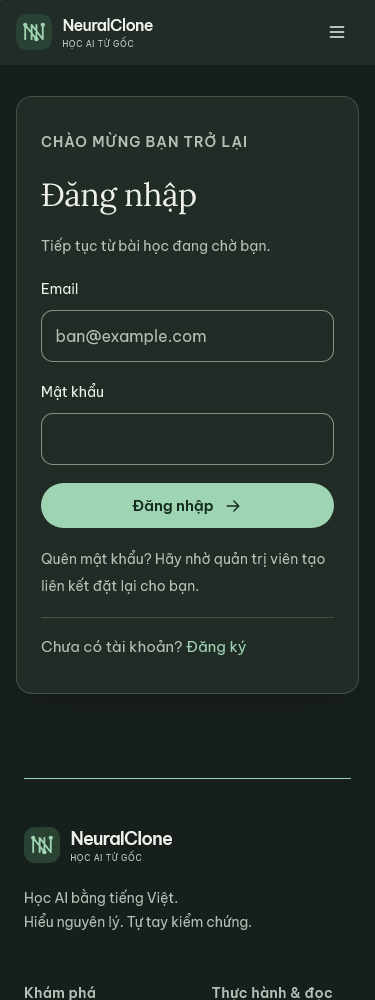 NeuralClone
HỌC AI TỪ GỐC
CHÀO MỪNG BẠN TRỞ LẠI
Đăng nhập
Tiếp tục từ bài học đang chờ bạn.
Email
ban@example.com
Mật khẩu
Đăng nhập →
Quên mật khẩu? Hãy nhờ quản trị viên tạo
liên kết đặt lại cho bạn.
Chưa có tài khoản? Đăng ký
NeuralClone
HỌC AI TỪ GỐC
Học AI bằng tiếng Việt.
Hiểu nguyên lý. Tự tay kiểm chứng.
Khám phá
Thực hành & đọc